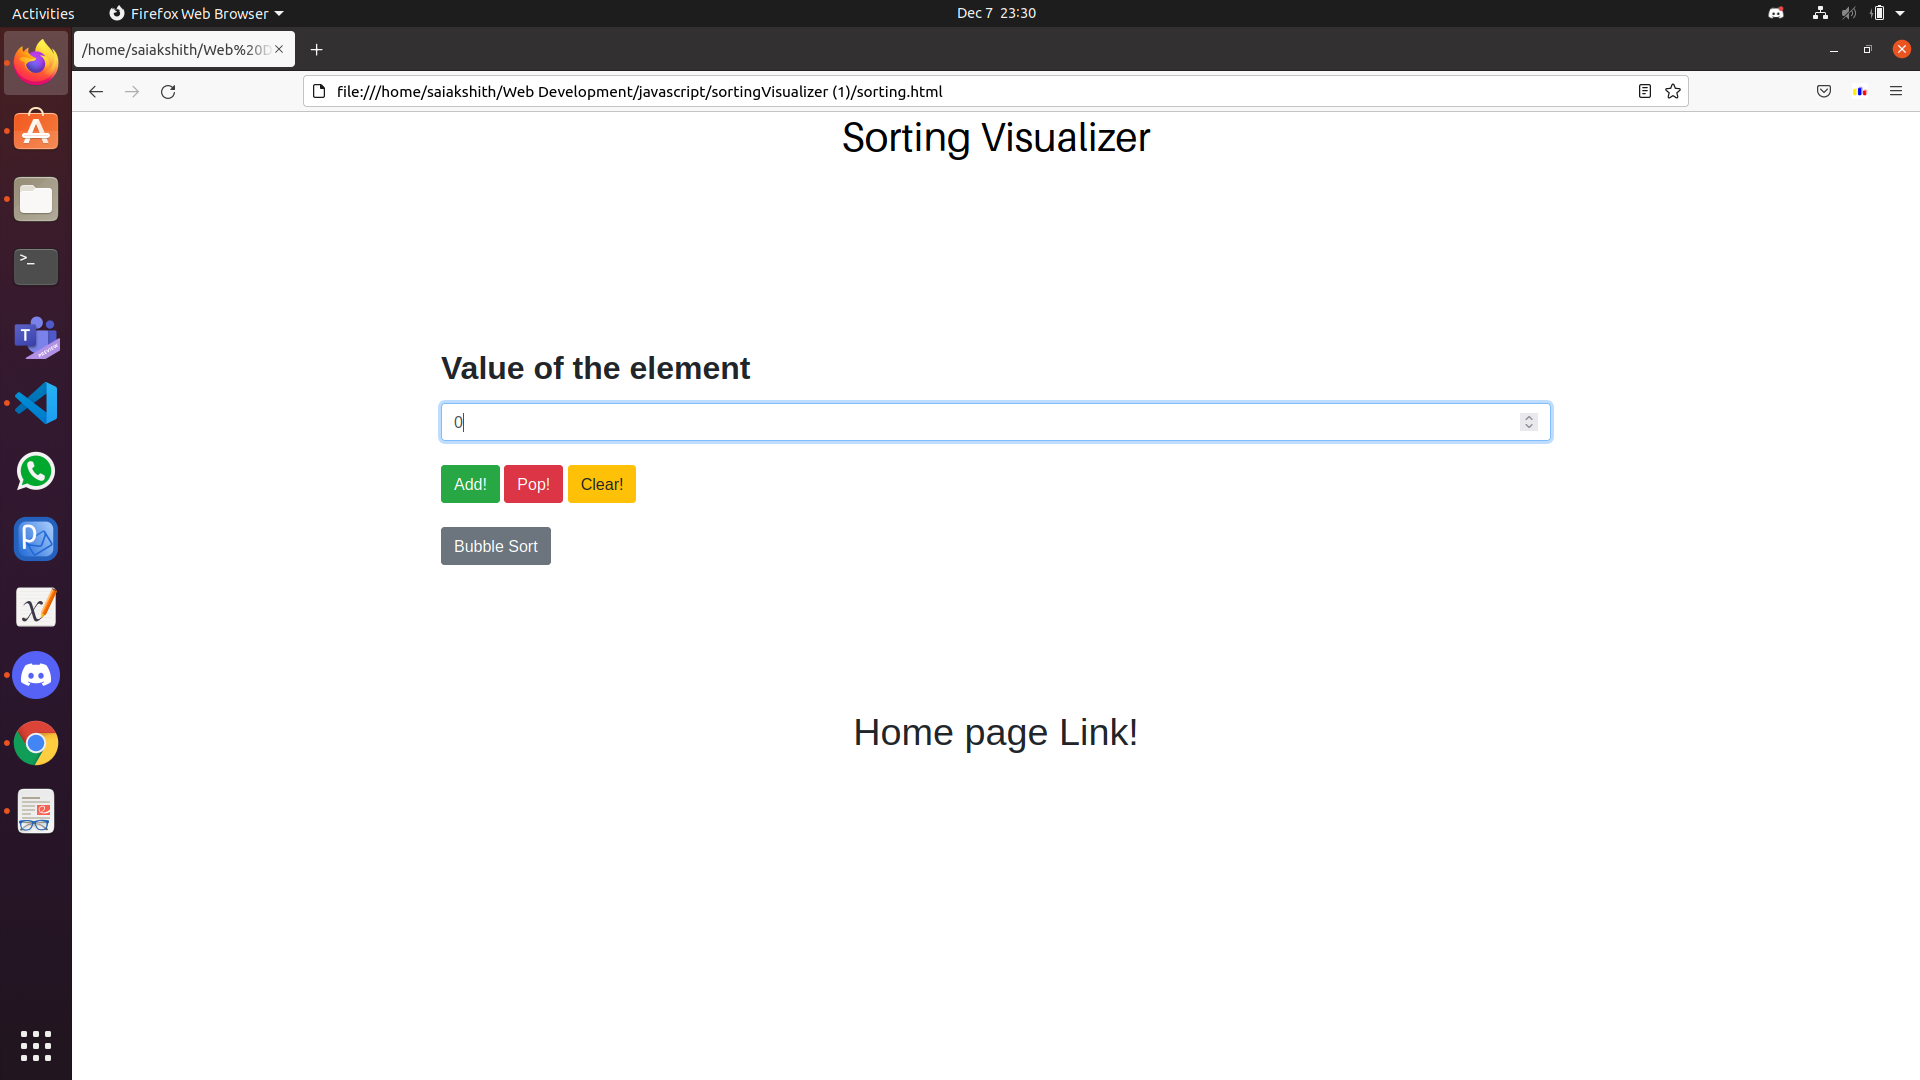 Activities Firefox Web Browser Dec 7 23:30
/home/saiakshith/Web%20D
file:///home/saiakshith/Web Development/javascript/sortingVisualizer (1)/sorting.html
Sorting Visualizer
Value of the element
0
Add! Pop! Clear!
Bubble Sort
Home page Link!